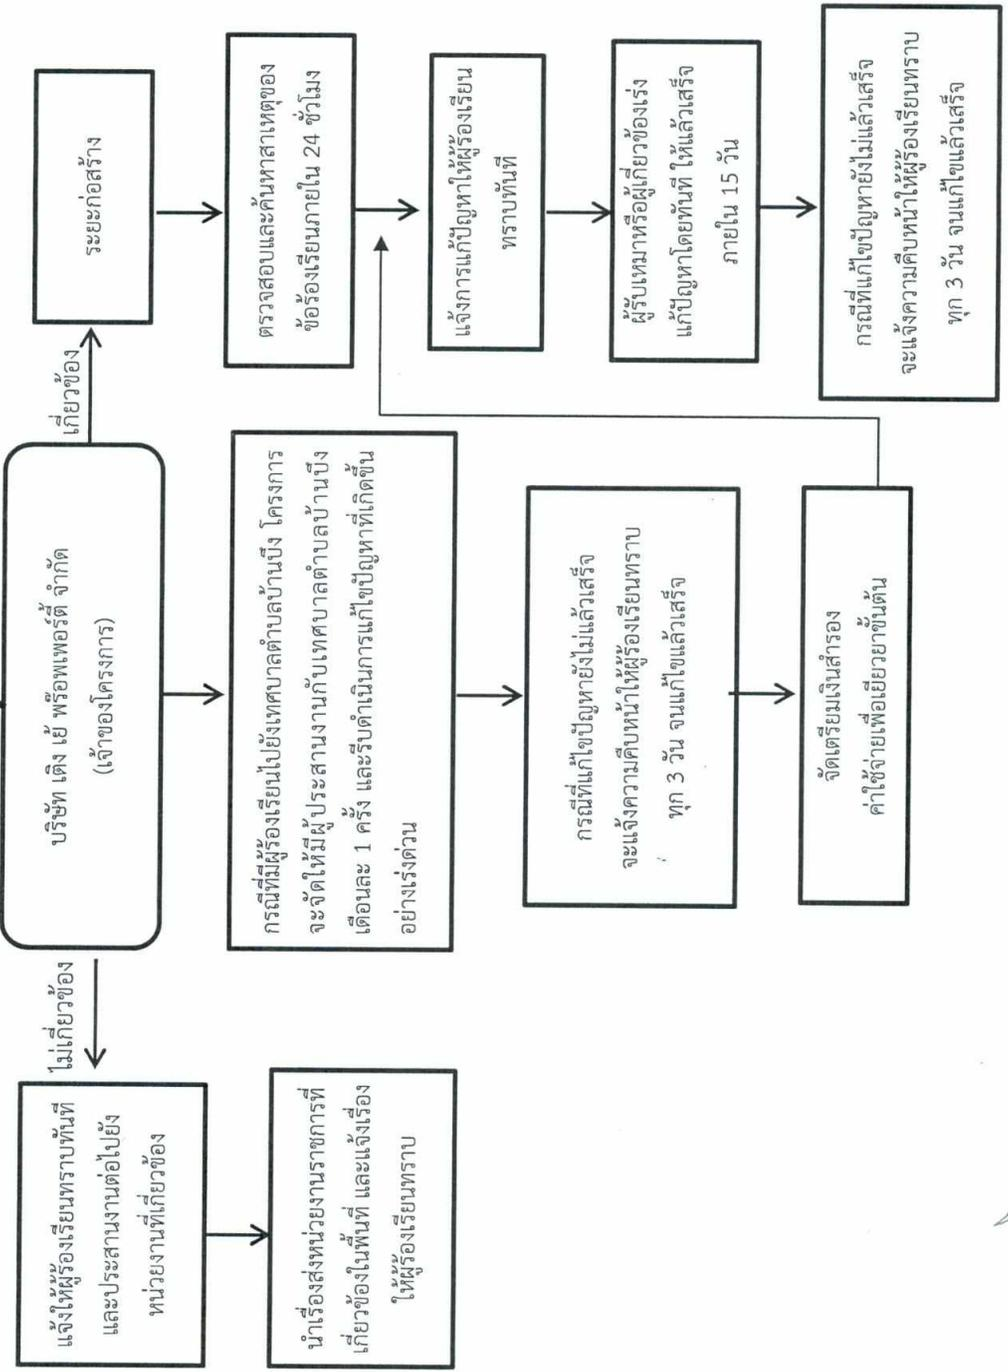 บริษัท เติง เย้ พร๊อพเพอร์ตี้ จำกัด
(เจ้าของโครงการ)
ไม่เกี่ยวข้อง
เกี่ยวข้อง
แจ้งให้ผู้ร้องเรียนทราบทันที
และประสานงานต่อไปยัง
หน่วยงานที่เกี่ยวข้อง
นำเรื่องส่งหน่วยงานราชการที่
เกี่ยวข้องในพื้นที่ และแจ้งเรื่อง
ให้ผู้ร้องเรียนทราบ
กรณีที่มีผู้ร้องเรียนไปยังเทศบาลตำบลบ้านบึง โครงการ
จะจัดให้มีผู้ประสานงานกับเทศบาลตำบลบ้านบึง
เดือนละ 1 ครั้ง และรีบดำเนินการแก้ไขปัญหาที่เกิดขึ้น
อย่างเร่งด่วน
กรณีที่แก้ไขปัญหายังไม่แล้วเสร็จ
จะแจ้งความคืบหน้าให้ผู้ร้องเรียนทราบ
ทุก 3 วัน จนแก้ไขแล้วเสร็จ
จัดเตรียมเงินสำรอง
ค่าใช้จ่ายเพื่อเยียวยาขั้นต้น
ระยะก่อสร้าง
ตรวจสอบและค้นหาสาเหตุของ
ข้อร้องเรียนภายใน 24 ชั่วโมง
แจ้งการแก้ปัญหาให้ผู้ร้องเรียน
ทราบทันที
ผู้รับเหมาหรือผู้เกี่ยวข้องเร่ง
แก้ปัญหาโดยทันที ให้แล้วเสร็จ
ภายใน 15 วัน
กรณีที่แก้ไขปัญหายังไม่แล้วเสร็จ
จะแจ้งความคืบหน้าให้ผู้ร้องเรียนทราบ
ทุก 3 วัน จนแก้ไขแล้วเสร็จ